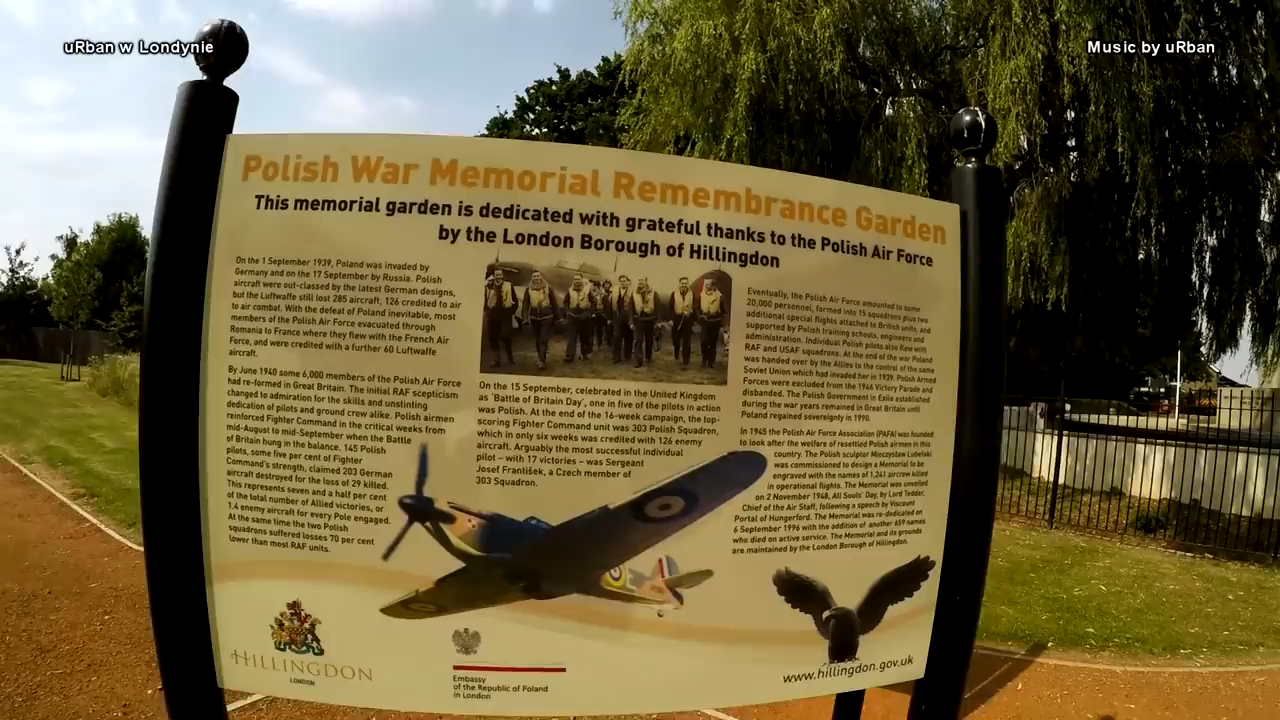 uRban w Londynie
Music by uRban
Polish War Memorial Remembrance Garden
This memorial garden is dedicated with grateful thanks to the Polish Air Force
by the London Borough of Hillingdon
On the 1 September 1939, Poland was invaded by
Germany and on the 17 September by Russia. Polish
aircraft were out-classed by the latest German designs,
but the Luftwaffe still lost 285 aircraft, 126 credited to air
to air combat. With the defeat of Poland inevitable, most
members of the Polish Air Force evacuated through
Romania to France where they flew with the French Air
Force, and were credited with a further 60 Luftwaffe
aircraft.
By June 1940 some 6,000 members of the Polish Air Force
had re-formed in Great Britain. The initial RAF scepticism
changed to admiration for the skills and unstinting
dedication of pilots and ground crew alike. Polish airmen
reinforced Fighter Command in the critical weeks from
mid-August to mid-September when the Battle
of Britain hung in the balance. 145 Polish
pilots, some five per cent of Fighter
Command's strength, claimed 203 German
aircraft destroyed for the loss of 29 killed.
This represents seven and a half per cent
of the total number of Allied victories, or
1.4 enemy aircraft for every Pole engaged.
At the same time the two Polish
squadrons suffered losses 70 per cent
lower than most RAF units.
On the 15 September, celebrated in the United Kingdom
as 'Battle of Britain Day', one in five of the pilots in action
was Polish. At the end of the 16-week campaign, the top-
scoring Fighter Command unit was 303 Polish Squadron,
which in only six weeks was credited with 126 enemy
aircraft. Arguably the most successful individual
pilot – with 17 victories – was Sergeant
Josef František, a Czech member of
303 Squadron.
Eventually, the Polish Air Force amounted to some
20,000 personnel, formed into 15 squadrons plus two
additional special flights attached to British units, and
supported by Polish training schools, engineers and
administration. Individual Polish pilots also flew with
RAF and USAF squadrons. At the end of the war Poland
was handed over by the Allies to the control of the same
Soviet Union which had invaded her in 1939. Polish Armed
Forces were excluded from the 1946 Victory Parade and
disbanded. The Polish Government in Exile established
during the war years remained in Great Britain until
Poland regained sovereignty in 1990.
In 1945 the Polish Air Force Association (PAFA) was founded
to look after the welfare of resettled Polish airmen in this
country. The Polish sculptor Mieczysław Lubelski
was commissioned to design a Memorial to be
engraved with the names of 1,241 aircrew killed
in operational flights. The Memorial was unveiled
on 2 November 1948, All Souls' Day, by Lord Tedder,
Chief of the Air Staff, following a speech by Viscount
Portal of Hungerford. The Memorial was re-dedicated on
6 September 1996 with the addition of another 659 names
who died on active service. The Memorial and its grounds
are maintained by the London Borough of Hillingdon.
HILLINGDON
LONDON
Embassy
of the Republic of Poland
in London
www.hillingdon.gov.uk